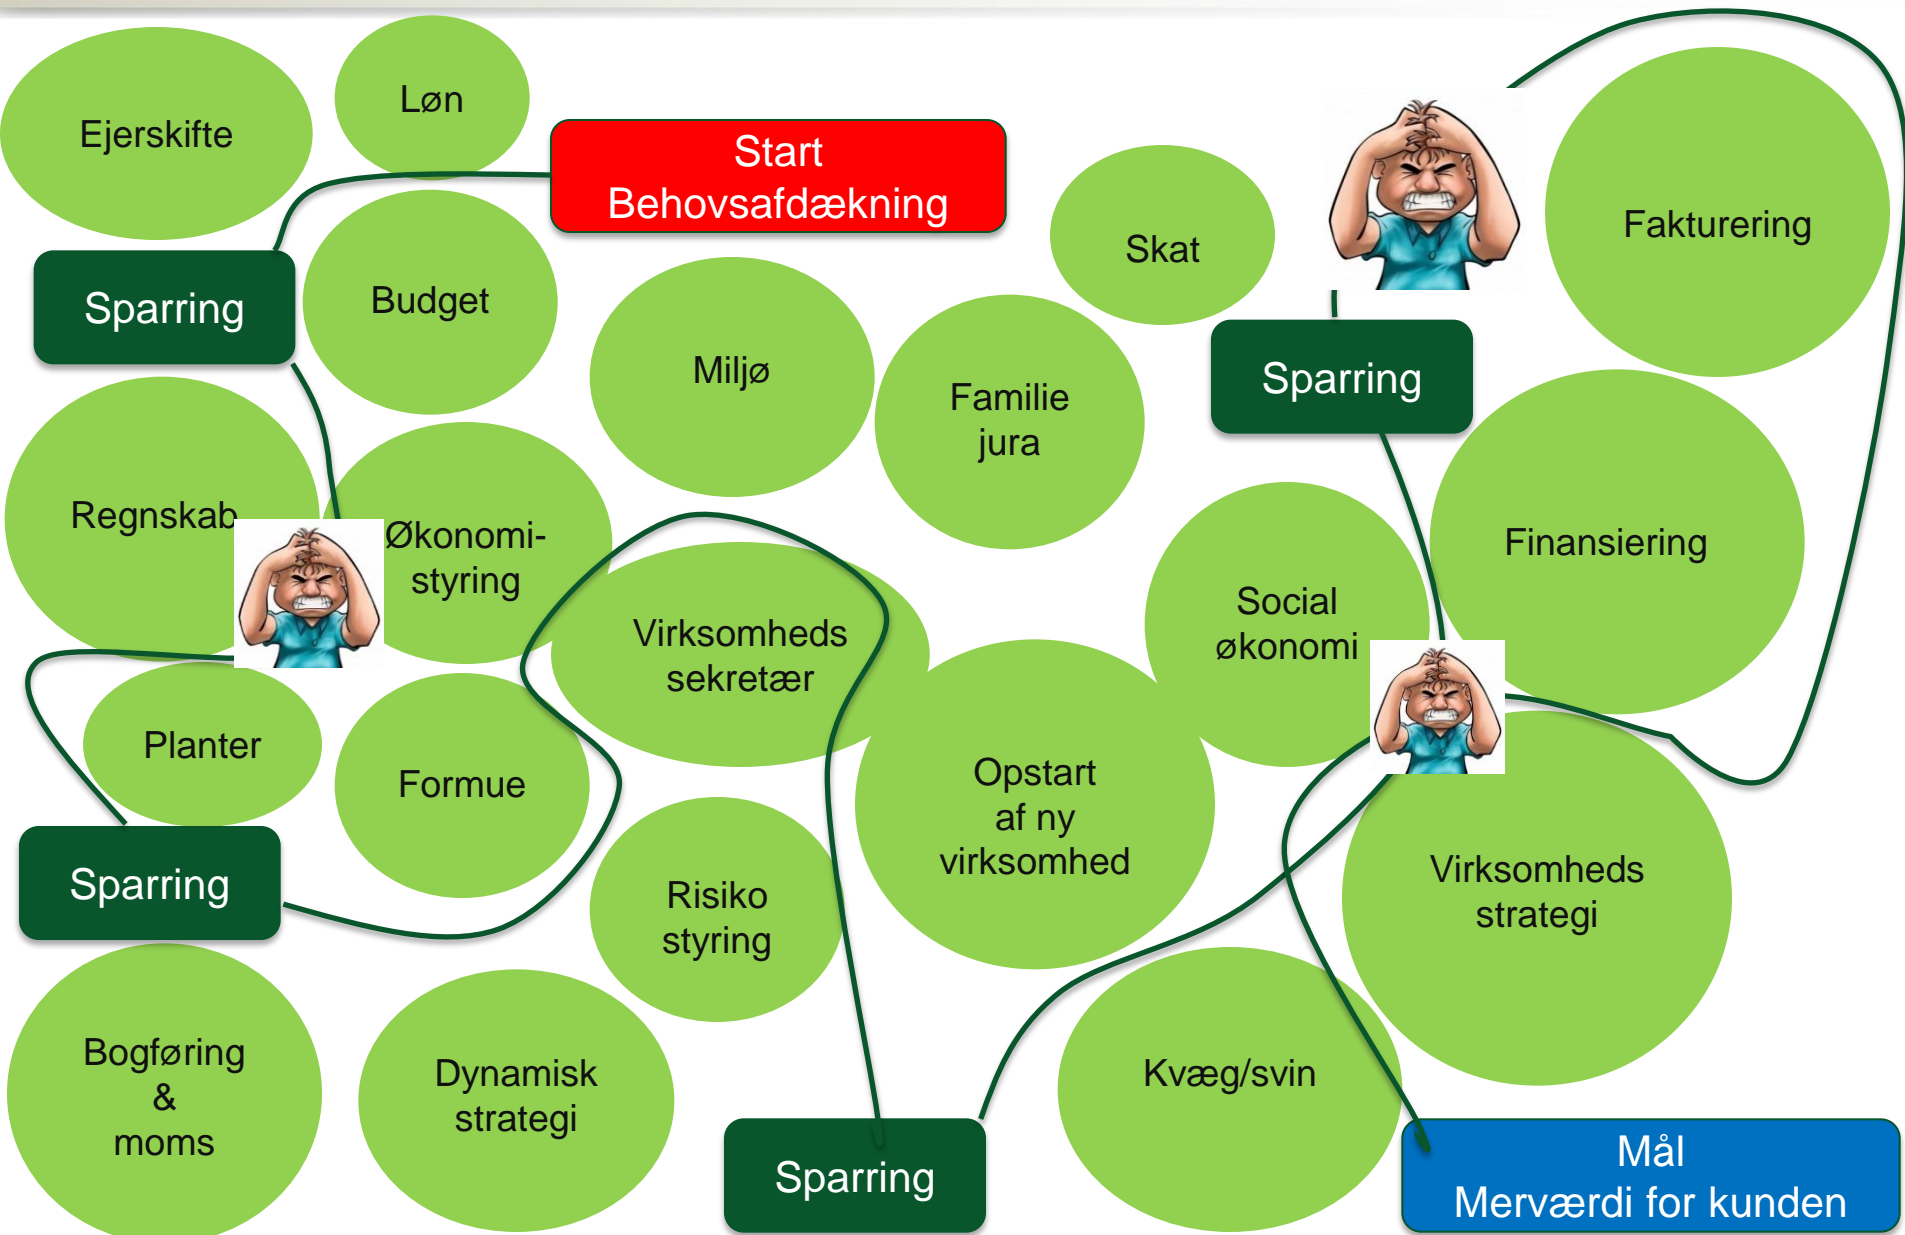 Ejerskifte
Løn
Start
Behovsafdækning
Skat
Fakturering
Sparring
Budget
Miljø
Familie
jura
Sparring
Regnskab
Økonomi-
styring
Finansiering
Social
økonomi
Virksomheds
sekretær
Planter
Formue
Opstart
af ny
virksomhed
Sparring
Risiko
styring
Virksomheds
strategi
Bogføring
&
moms
Dynamisk
strategi
Kvæg/svin
Sparring
Mål
Merværdi for kunden